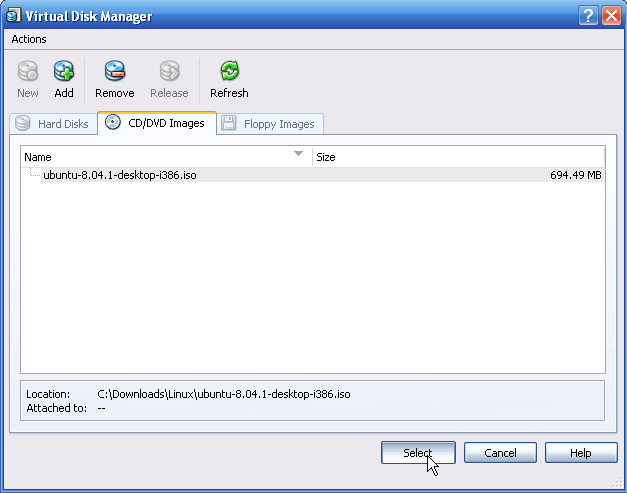 Virtual Disk Manager
Actions
New Add Remove Release Refresh
Hard Disks CD/DVD Images Floppy Images
Name Size
ubuntu-8.04.1-desktop-i386.iso 694.49 MB
Location: C:\Downloads\Linux\ubuntu-8.04.1-desktop-i386.iso
Attached to: --
Select Cancel Help